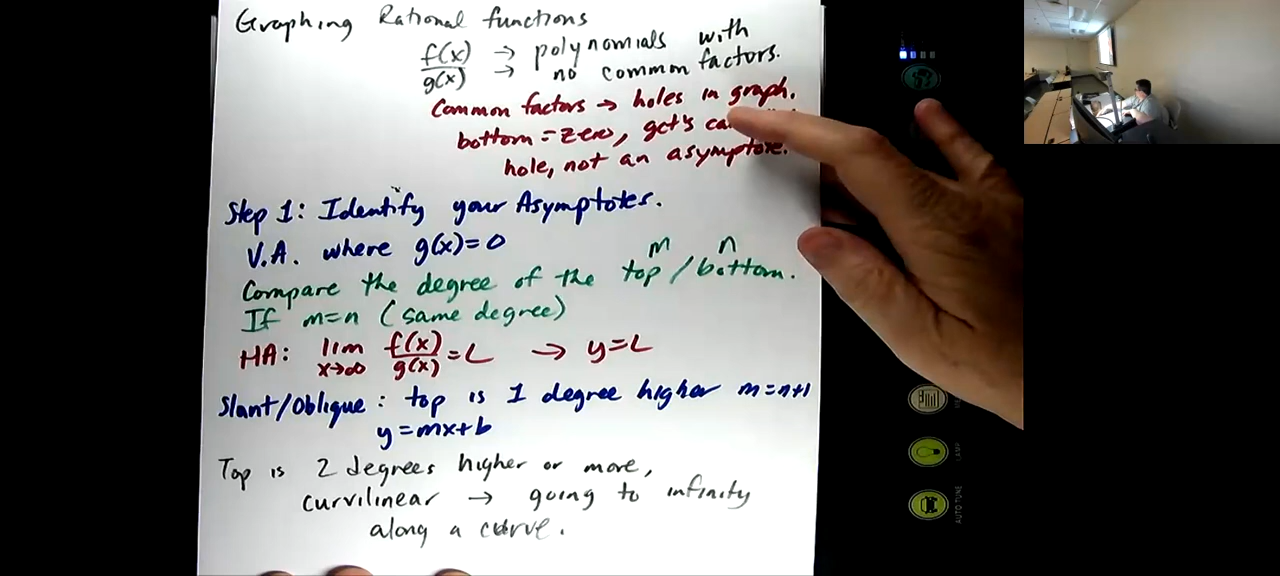 Graphing Rational functions
f(x) → polynomials with
g(x) → no common factors.
Common factors → holes in graph.
bottom = zero, get's
hole, not an asymptote.
Step 1: Identify your Asymptotes.
V.A. where g(x)=0
m n
Compare the degree of the top / bottom.
If m=n (same degree)
HA: lim x→∞ f(x)/g(x) = L → y=L
Slant/Oblique: top is 1 degree higher m=n+1
y=mx+b
Top is 2 degrees higher or more,
curvilinear → going to infinity
along a curve.
LAMP
AUTO TUNE